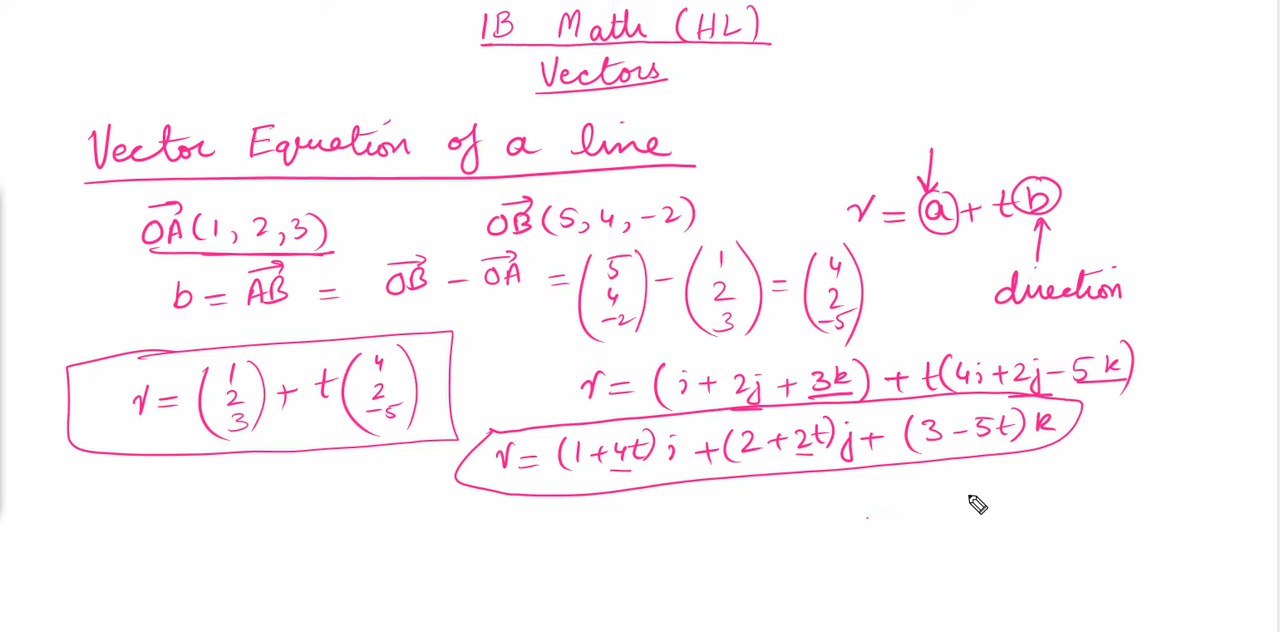 IB Math (HL)
Vectors
Vector Equation of a line
OA→ (1, 2, 3) OB→ (5, 4, -2) r = a + tb
b = AB→ = OB→ - OA→ = (5 4 -2) - (1 2 3) = (4 2 -5) direction
r = (1 2 3) + t(4 2 -5) r = (i + 2j + 3k) + t(4i + 2j - 5k)
r = (1+4t)i + (2+2t)j + (3-5t)k